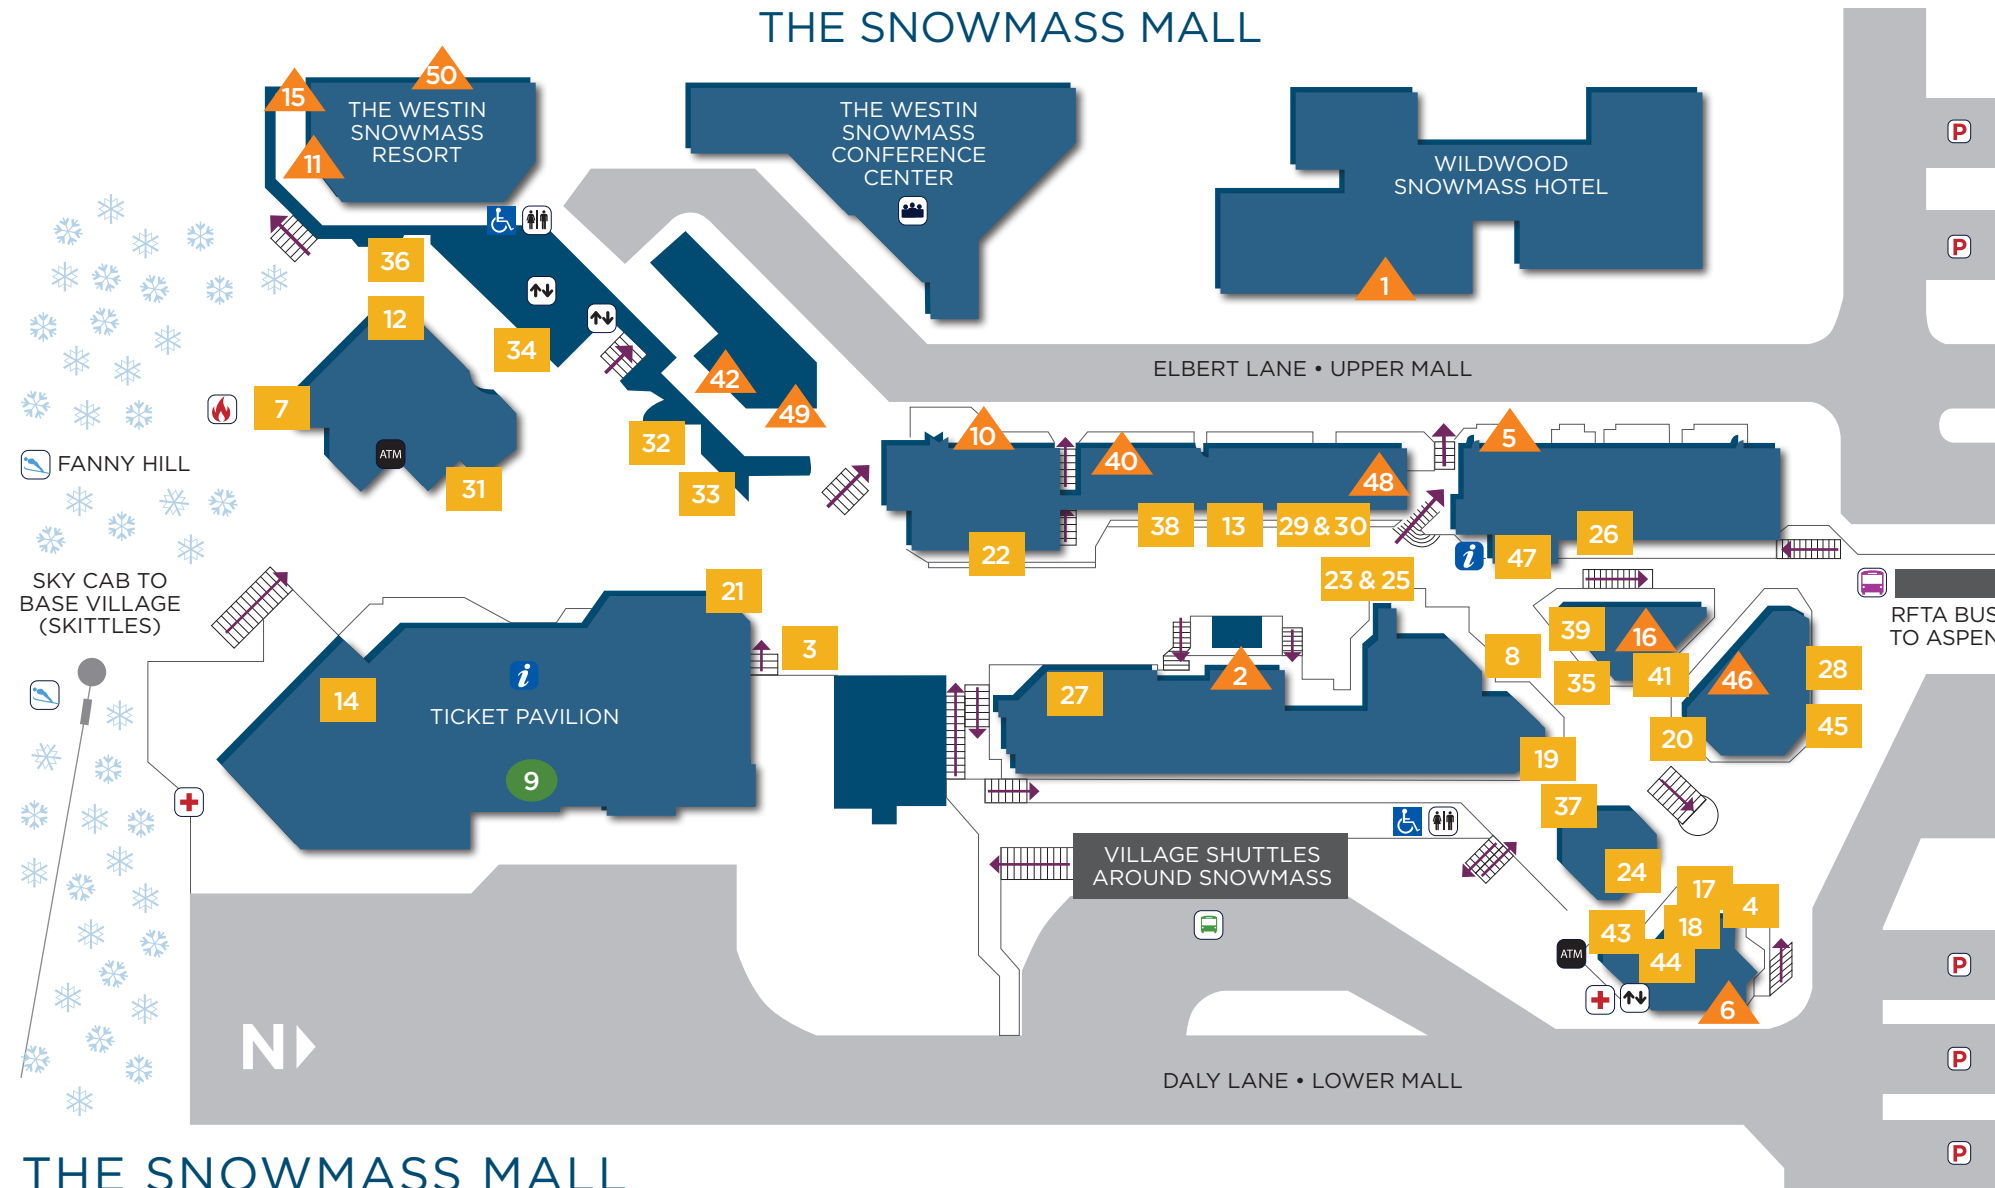 THE SNOWMASS MALL
50
15
THE WESTIN
SNOWMASS
RESORT
11
THE WESTIN
SNOWMASS
CONFERENCE
CENTER
WILDWOOD
SNOWMASS HOTEL
1
P
P
36
12
34
7
ATM
31
32
33
42
49
FANNY HILL
ELBERT LANE • UPPER MALL
10
40
48
5
38
13
29 & 30
22
26
47
i
23 & 25
SKY CAB TO
BASE VILLAGE
(SKITTLES)
21
3
14
i
TICKET PAVILION
9
2
27
8
19
39
16
35
41
46
28
45
20
RFTA BUS
TO ASPEN
37
24
17
4
18
43
44
ATM
6
VILLAGE SHUTTLES
AROUND SNOWMASS
P
P
P
N
DALY LANE • LOWER MALL
THE SNOWMASS MALL